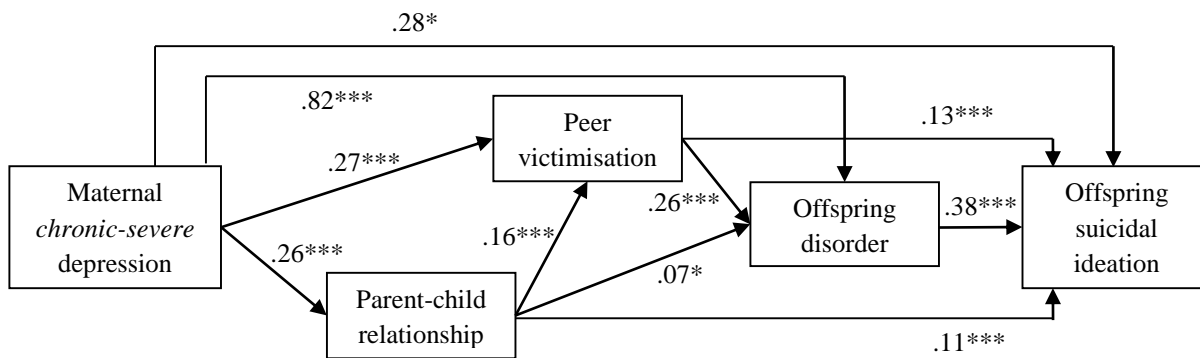 .28*
.82***
Peer
victimisation
.13***
.27***
Maternal
chronic-severe
depression
.26***
Offspring
disorder
.38***
Offspring
suicidal
ideation
.16***
.26***
.07*
Parent-child
relationship
.11***